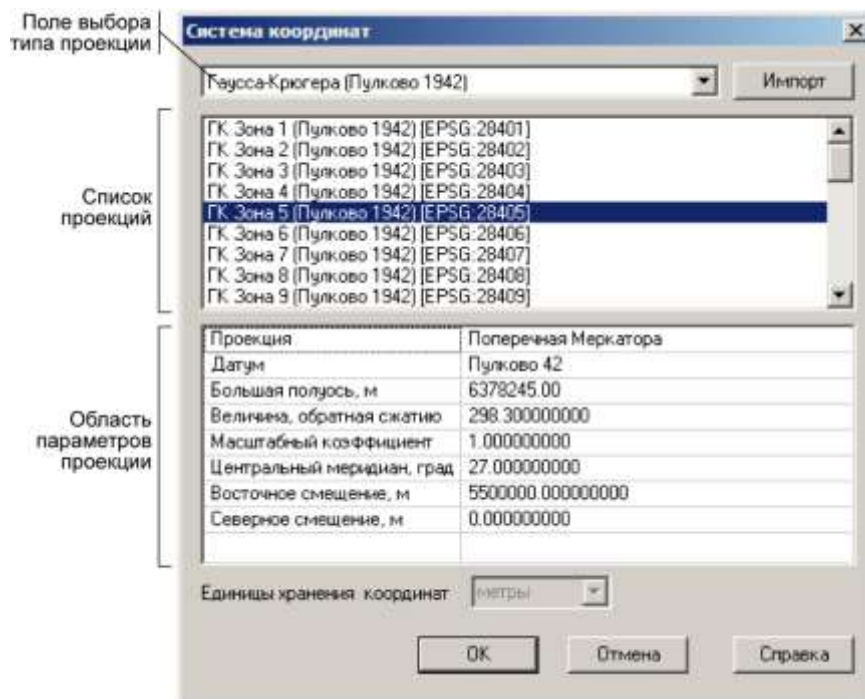 Поле выбора
типа проекции
Система координат
Гаусса-Крюгера (Пулково 1942)
Импорт
Список
проекций
ГК Зона 1 (Пулково 1942) [EPSG:28401]
ГК Зона 2 (Пулково 1942) [EPSG:28402]
ГК Зона 3 (Пулково 1942) [EPSG:28403]
ГК Зона 4 (Пулково 1942) [EPSG:28404]
ГК Зона 5 (Пулково 1942) [EPSG:28405]
ГК Зона 6 (Пулково 1942) [EPSG:28406]
ГК Зона 7 (Пулково 1942) [EPSG:28407]
ГК Зона 8 (Пулково 1942) [EPSG:28408]
ГК Зона 9 (Пулково 1942) [EPSG:28409]
Область
параметров
проекции
Проекция Поперечная Меркатора
Датум Пулково 42
Большая полуось, м 6378245.00
Величина, обратная сжатию 298.300000000
Масштабный коэффициент 1.000000000
Центральный меридиан, град 27.000000000
Восточное смещение, м 5500000.000000000
Северное смещение, м 0.000000000
Единицы хранения координат метры
OK
Отмена
Справка